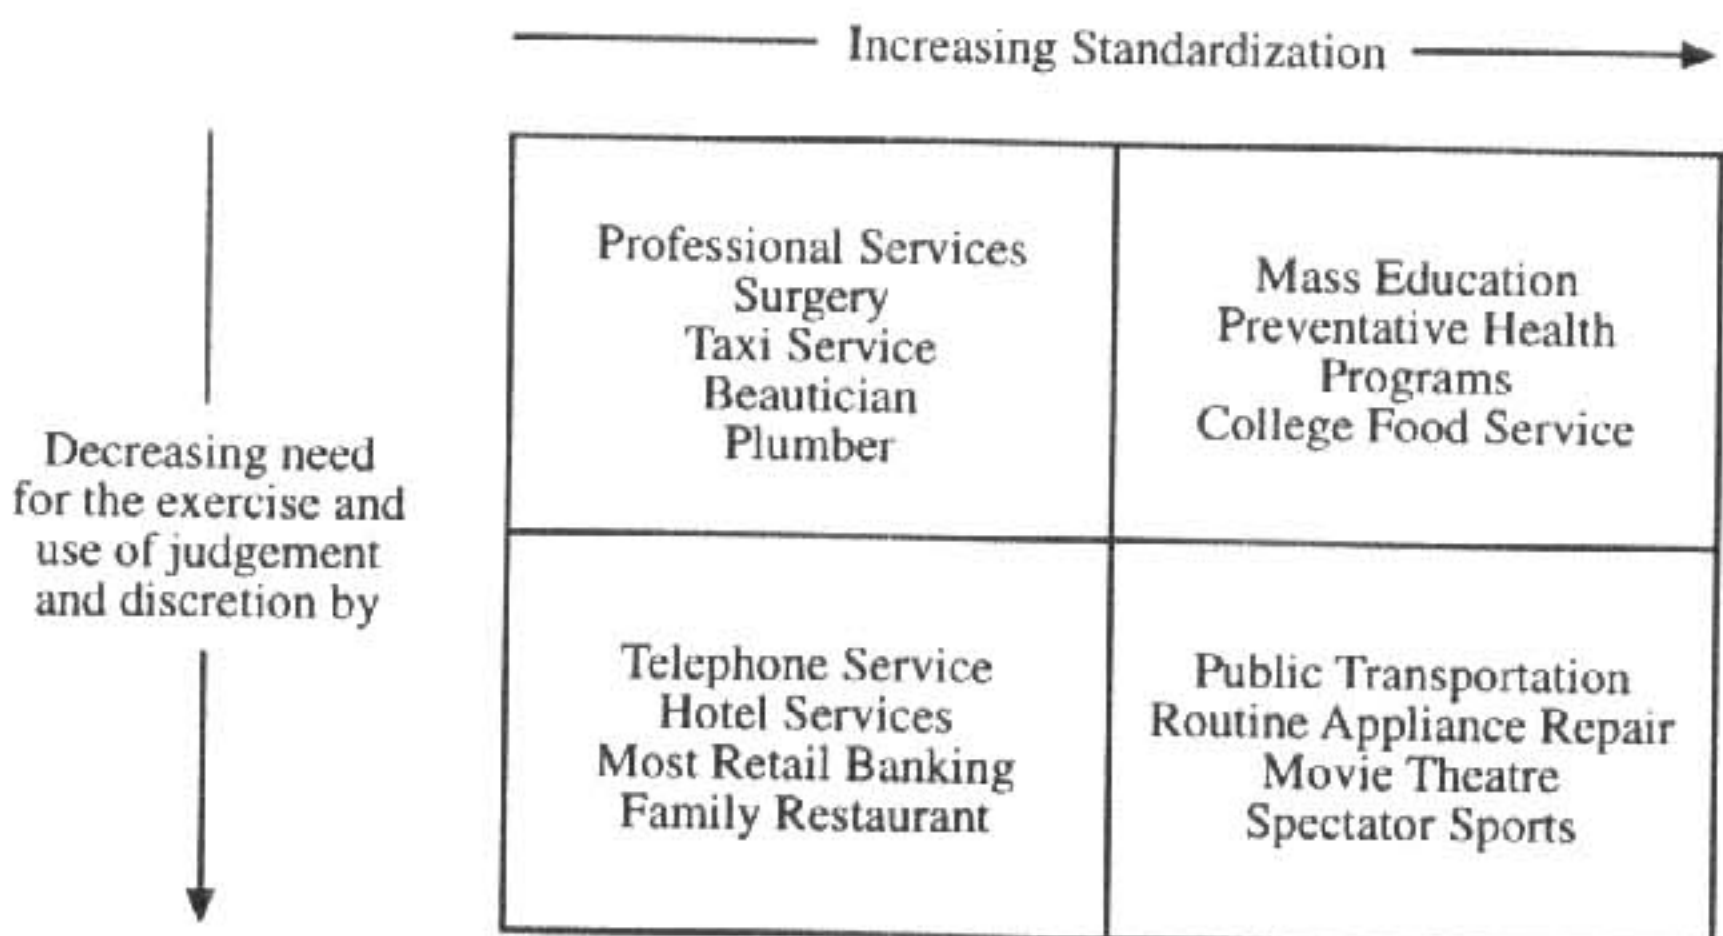 Increasing Standardization
Decreasing need
for the exercise and
use of judgement
and discretion by
Professional Services
Surgery
Taxi Service
Beautician
Plumber
Mass Education
Preventative Health
Programs
College Food Service
Telephone Service
Hotel Services
Most Retail Banking
Family Restaurant
Public Transportation
Routine Appliance Repair
Movie Theatre
Spectator Sports